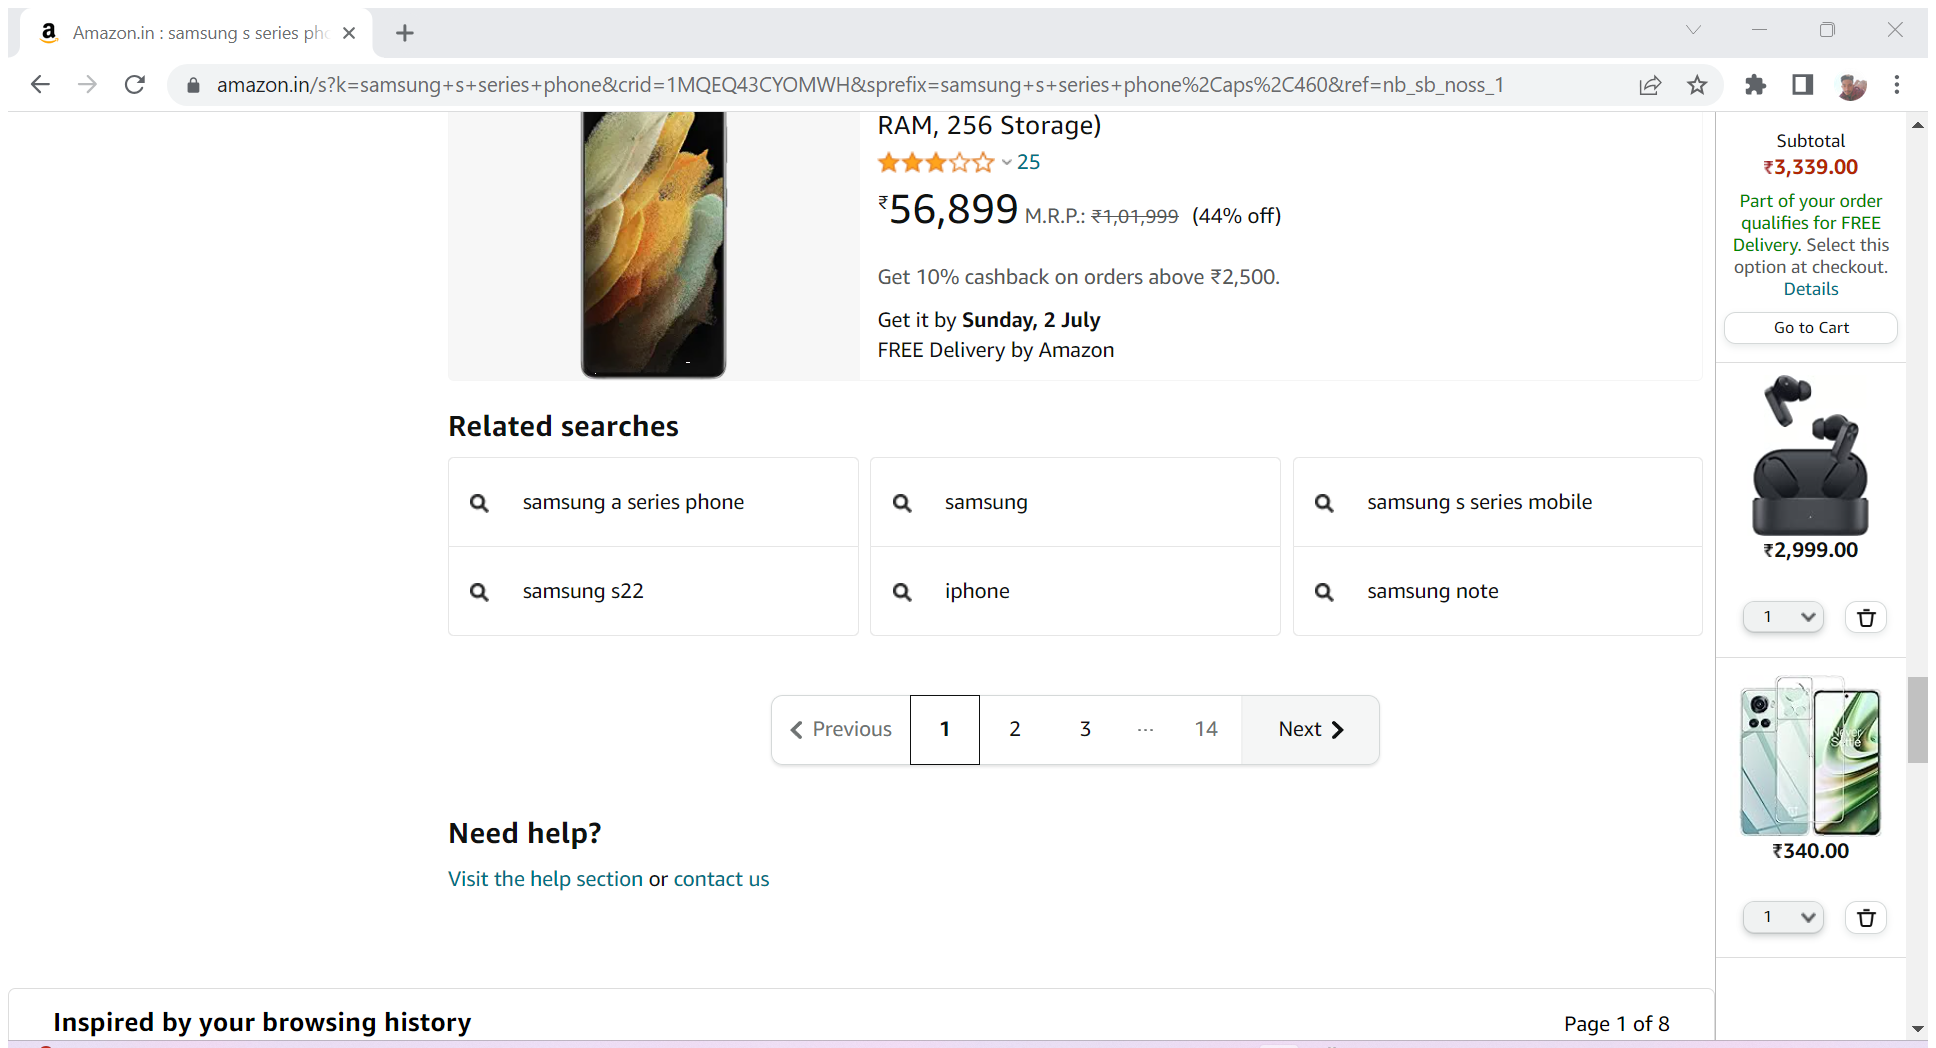 Amazon.in : samsung s series pho
amazon.in/s?k=samsung+s+series+phone&crid=1MQEQ43CYOMWH&sprefix=samsung+s+series+phone%2Caps%2C460&ref=nb_sb_noss_1
RAM, 256 Storage)
25
₹56,899 M.R.P.: ₹1,01,999 (44% off)
Get 10% cashback on orders above ₹2,500.
Get it by Sunday, 2 July
FREE Delivery by Amazon
Related searches
samsung a series phone
samsung
samsung s series mobile
samsung s22
iphone
samsung note
Previous 1 2 3 ... 14 Next
Need help?
Visit the help section or contact us
Inspired by your browsing history
Page 1 of 8
Subtotal
₹3,339.00
Part of your order
qualifies for FREE
Delivery. Select this
option at checkout.
Details
Go to Cart
₹2,999.00
1
Never
Settle
₹340.00
1